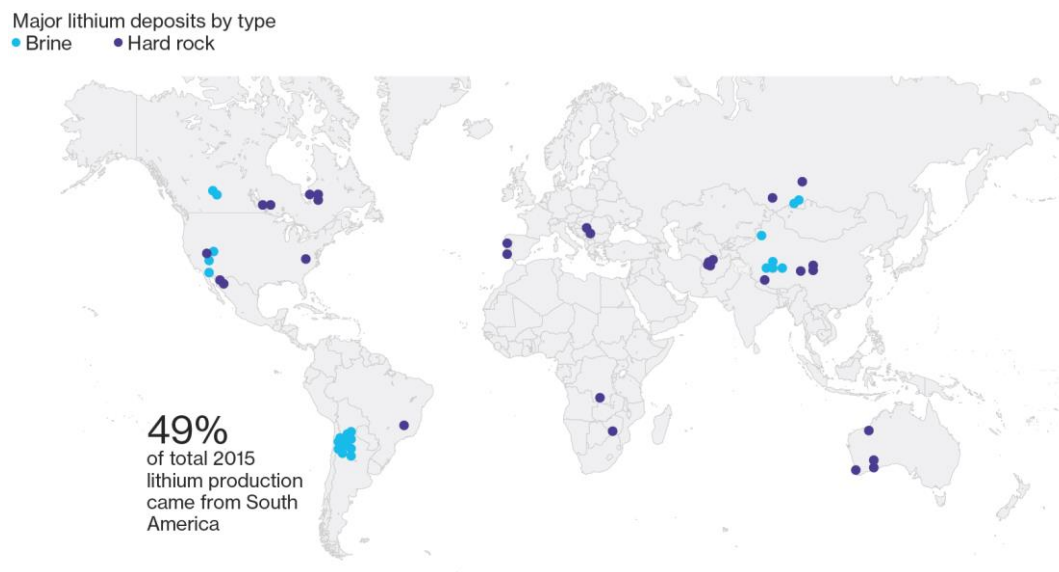 Major lithium deposits by type
Brine Hard rock
49%
of total 2015
lithium production
came from South
America